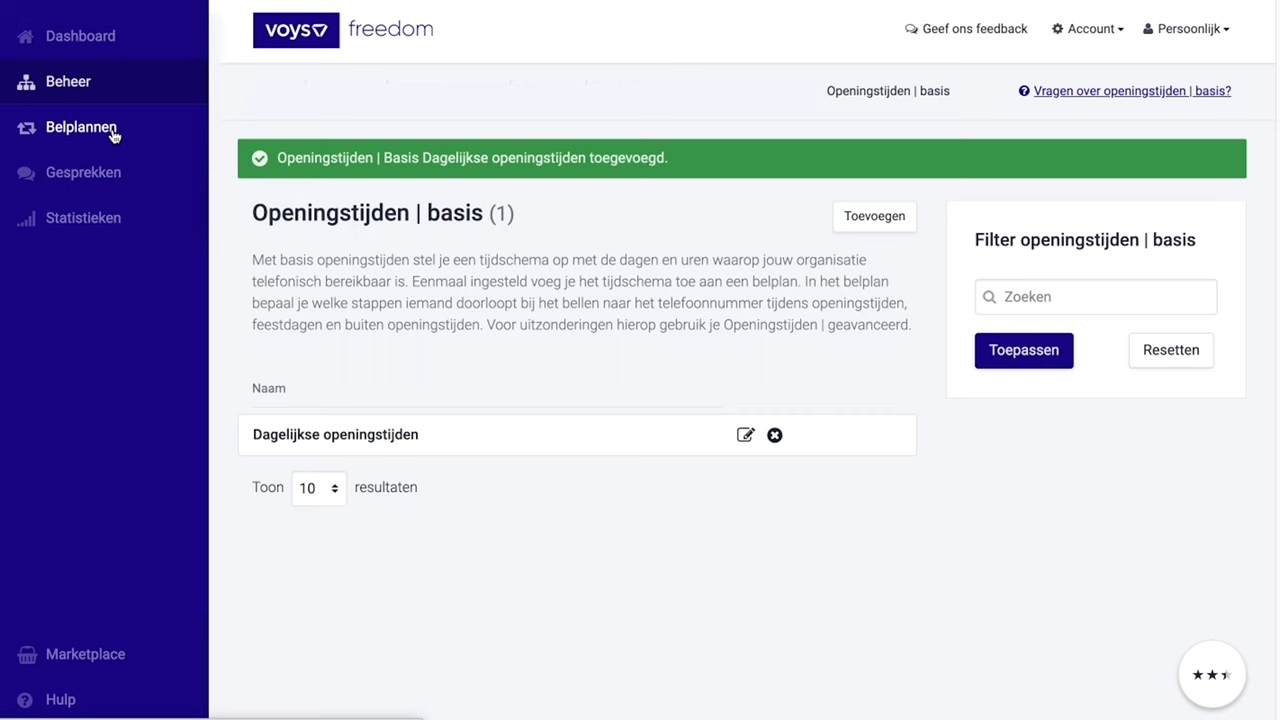 Dashboard
Beheer
Belplannen
Gesprekken
Statistieken
Marketplace
Hulp
voys freedom
Geef ons feedback
Account
Persoonlijk
Openingstijden | basis
Vragen over openingstijden | basis?
Openingstijden | Basis Dagelijkse openingstijden toegevoegd.
Openingstijden | basis (1)
Toevoegen
Met basis openingstijden stel je een tijdschema op met de dagen en uren waarop jouw organisatie
telefonisch bereikbaar is. Eenmaal ingesteld voeg je het tijdschema toe aan een belplan. In het belplan
bepaal je welke stappen iemand doorloopt bij het bellen naar het telefoonnummer tijdens openingstijden,
feestdagen en buiten openingstijden. Voor uitzonderingen hierop gebruik je Openingstijden | geavanceerd.
Naam
Dagelijkse openingstijden
Toon 10 resultaten
Filter openingstijden | basis
Zoeken
Toepassen
Resetten